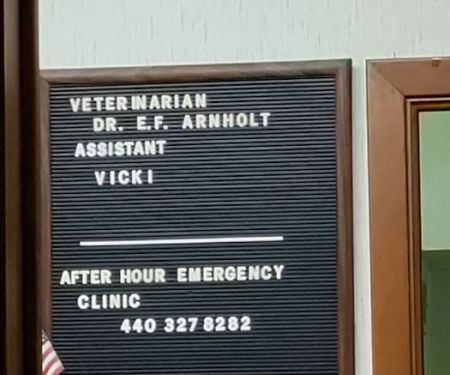 VETERINARIAN
DR. E.F. ARNHOLT
ASSISTANT
VICKI
AFTER HOUR EMERGENCY
CLINIC
440 327 8282